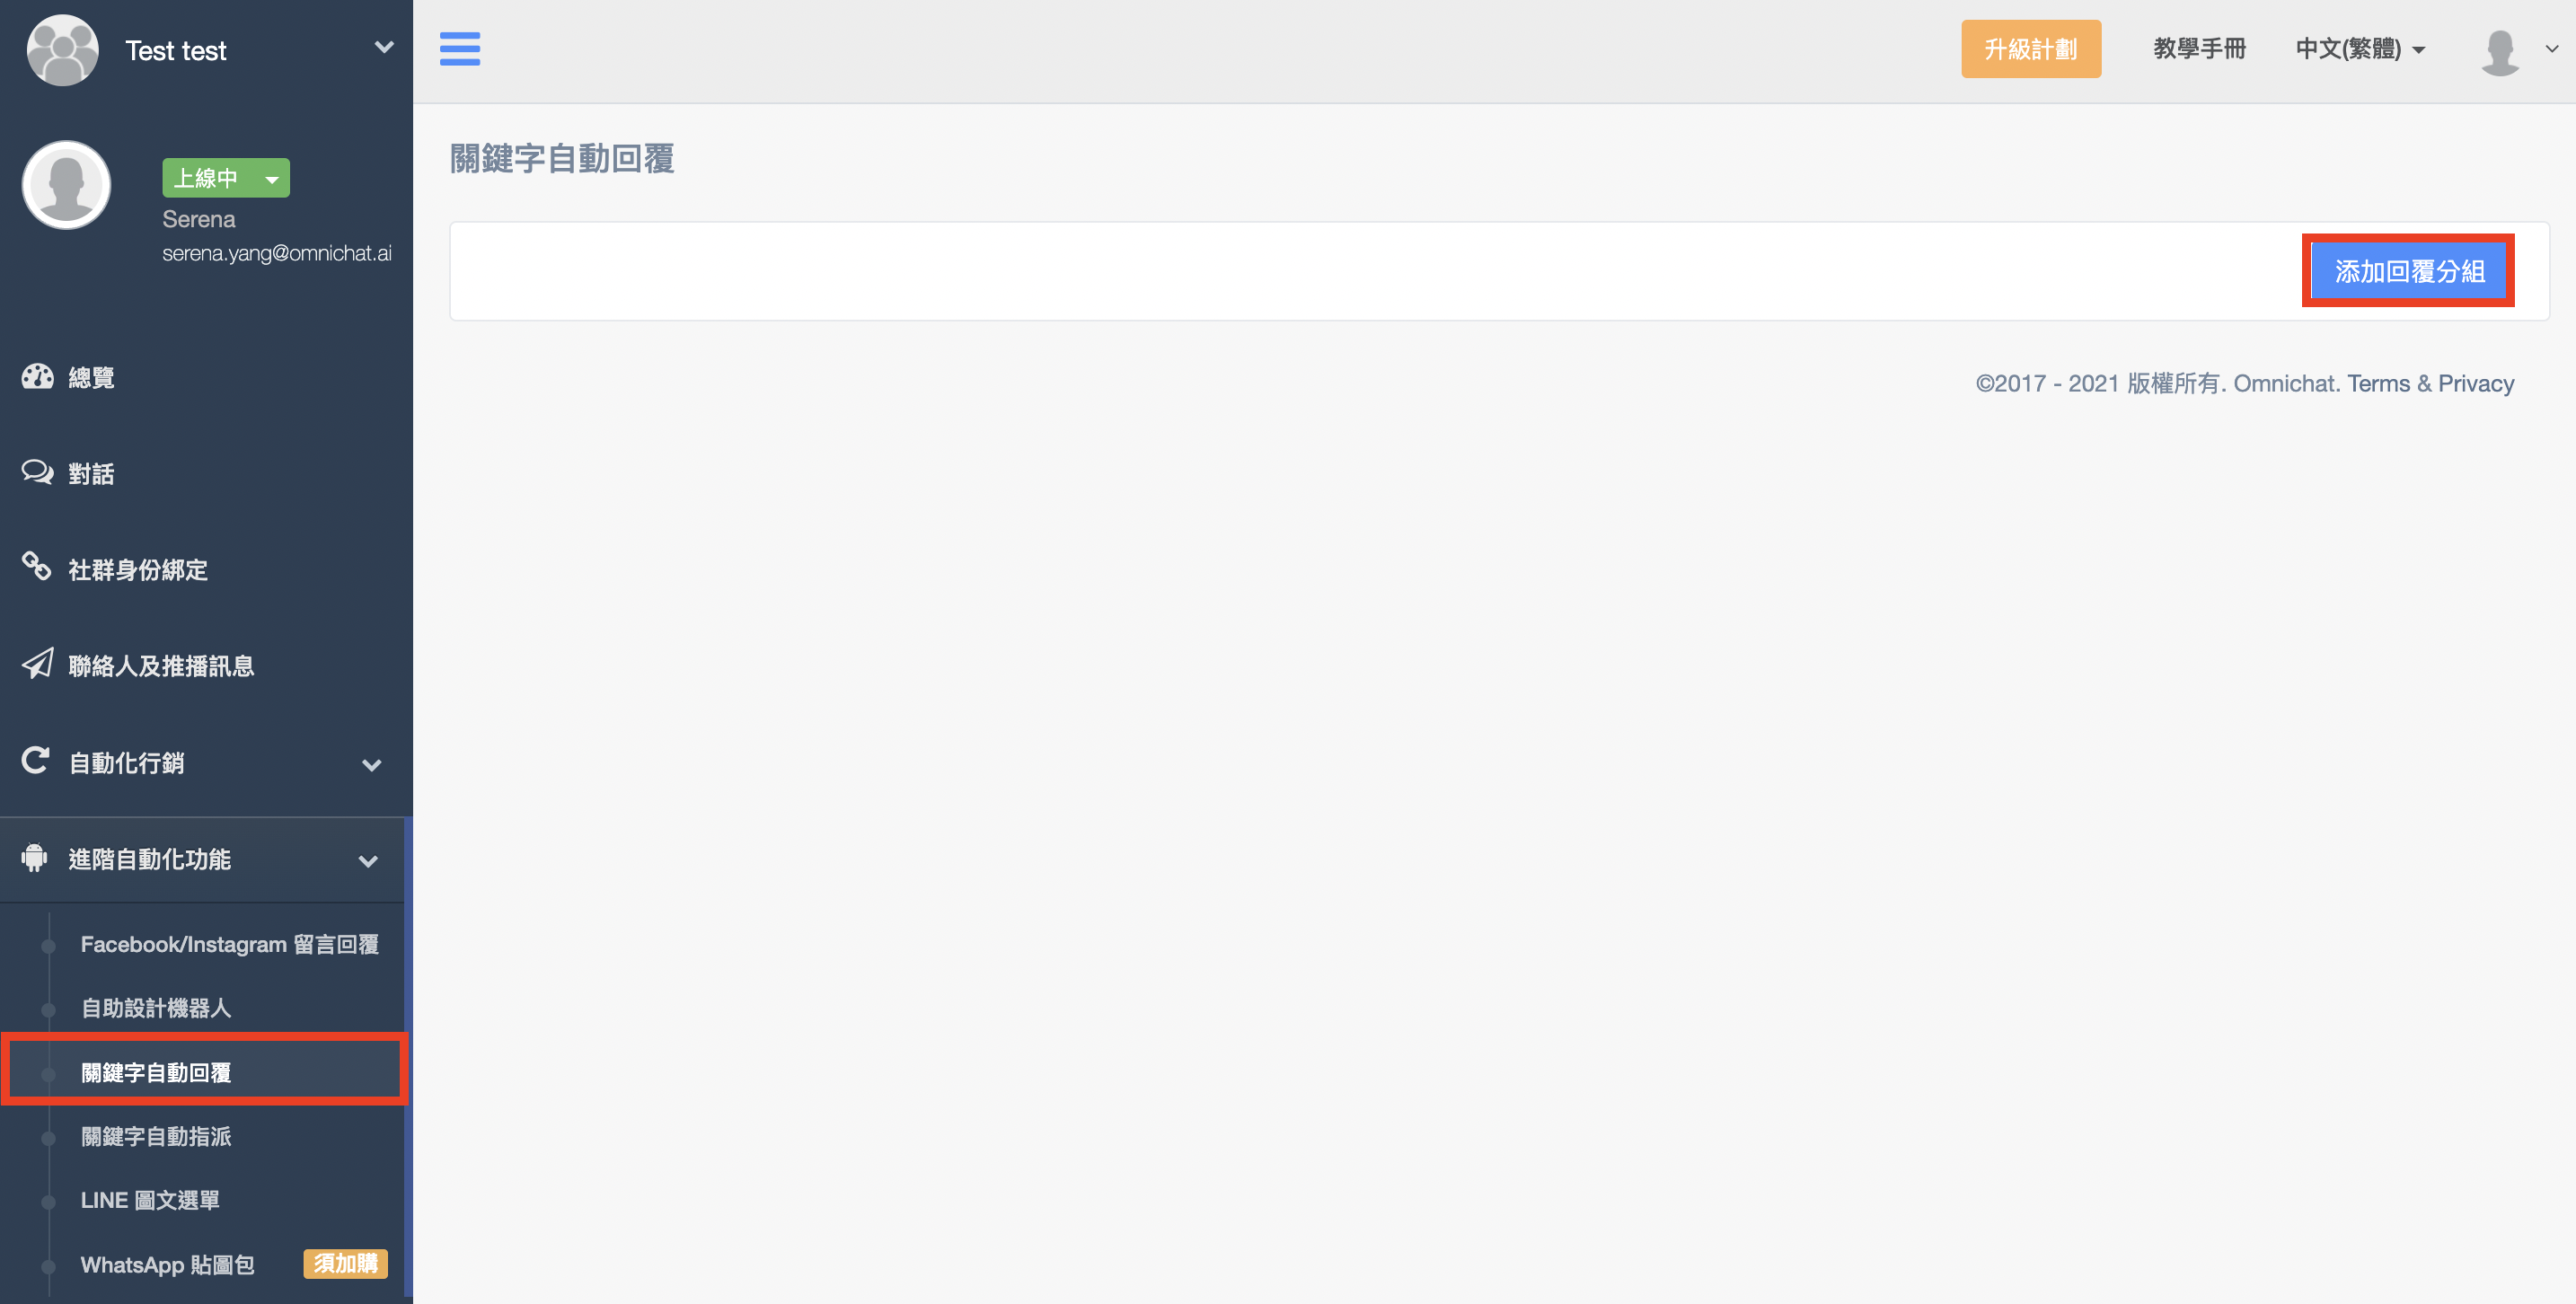 Test test
上線中
Serena
serena.yang@omnichat.ai
總覽
對話
社群身份綁定
聯絡人及推播訊息
自動化行銷
進階自動化功能
Facebook/Instagram 留言回覆
自助設計機器人
關鍵字自動回覆
關鍵字自動指派
LINE 圖文選單
WhatsApp 貼圖包 須加購
升級計劃 教學手冊 中文(繁體)
關鍵字自動回覆
添加回覆分組
©2017 - 2021 版權所有. Omnichat. Terms & Privacy